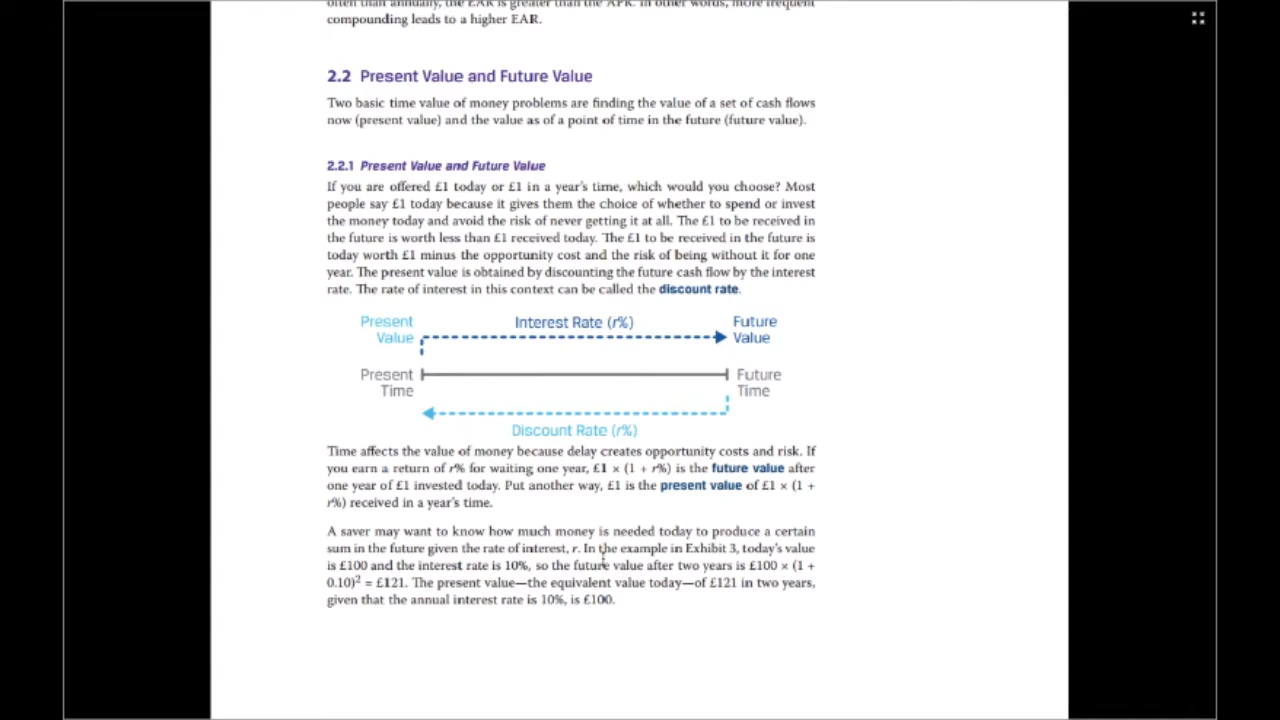 often than annually, the EAR is greater than the APR. In other words, more frequent
compounding leads to a higher EAR.
2.2 Present Value and Future Value
Two basic time value of money problems are finding the value of a set of cash flows
now (present value) and the value as of a point of time in the future (future value).
2.2.1 Present Value and Future Value
If you are offered £1 today or £1 in a year's time, which would you choose? Most
people say £1 today because it gives them the choice of whether to spend or invest
the money today and avoid the risk of never getting it at all. The £1 to be received in
the future is worth less than £1 received today. The £1 to be received in the future is
today worth £1 minus the opportunity cost and the risk of being without it for one
year. The present value is obtained by discounting the future cash flow by the interest
rate. The rate of interest in this context can be called the discount rate.
Present
Value
Interest Rate (r%)
Future
Value
Present
Time
Future
Time
Discount Rate (r%)
Time affects the value of money because delay creates opportunity costs and risk. If
you earn a return of r% for waiting one year, £1 × (1 + r%) is the future value after
one year of £1 invested today. Put another way, £1 is the present value of £1 × (1 +
r%) received in a year's time.
A saver may want to know how much money is needed today to produce a certain
sum in the future given the rate of interest, r. In the example in Exhibit 3, today's value
is £100 and the interest rate is 10%, so the future value after two years is £100 × (1 +
0.10)² = £121. The present value—the equivalent value today—of £121 in two years,
given that the annual interest rate is 10%, is £100.